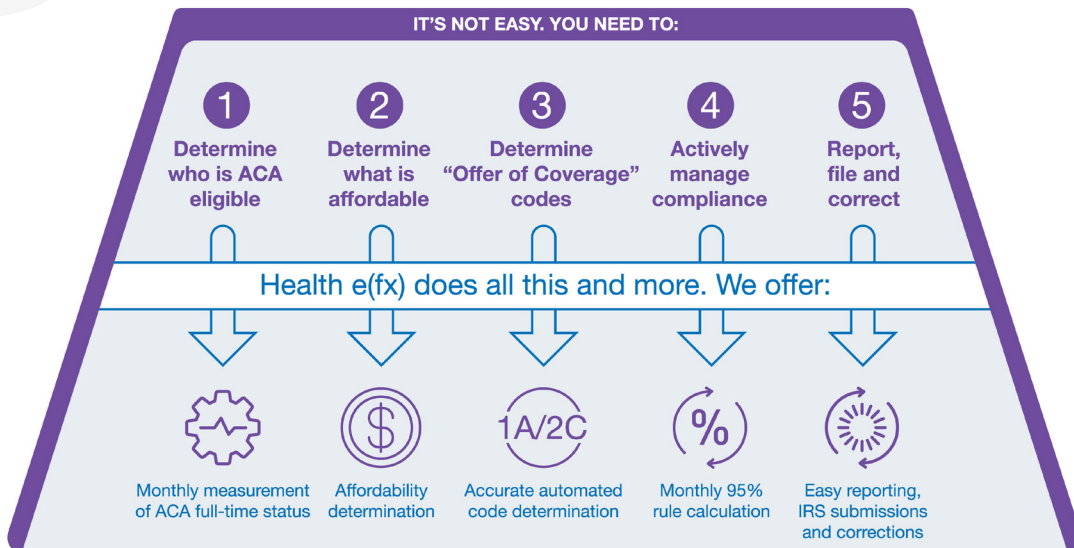 IT'S NOT EASY. YOU NEED TO:
1
Determine
who is ACA
eligible
2
Determine
what is
affordable
3
Determine
“Offer of Coverage”
codes
4
Actively
manage
compliance
5
Report,
file and
correct
Health e(fx) does all this and more. We offer:
Monthly measurement
of ACA full-time status
$
Affordability
determination
1A/2C
Accurate automated
code determination
%
Monthly 95%
rule calculation
Easy reporting,
IRS submissions
and corrections